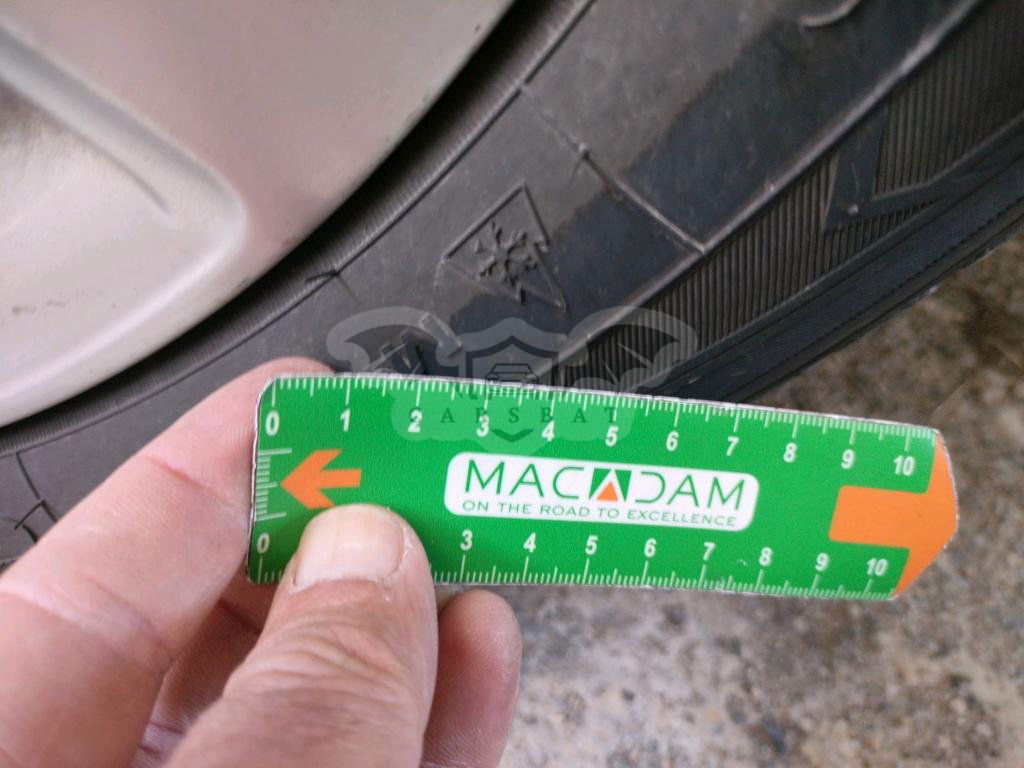 0 1 2 3 4 5 6 7 8 9 10
ABSBAT
MACADAM
ON THE ROAD TO EXCELLENCE
0 3 4 5 6 7 8 9 10